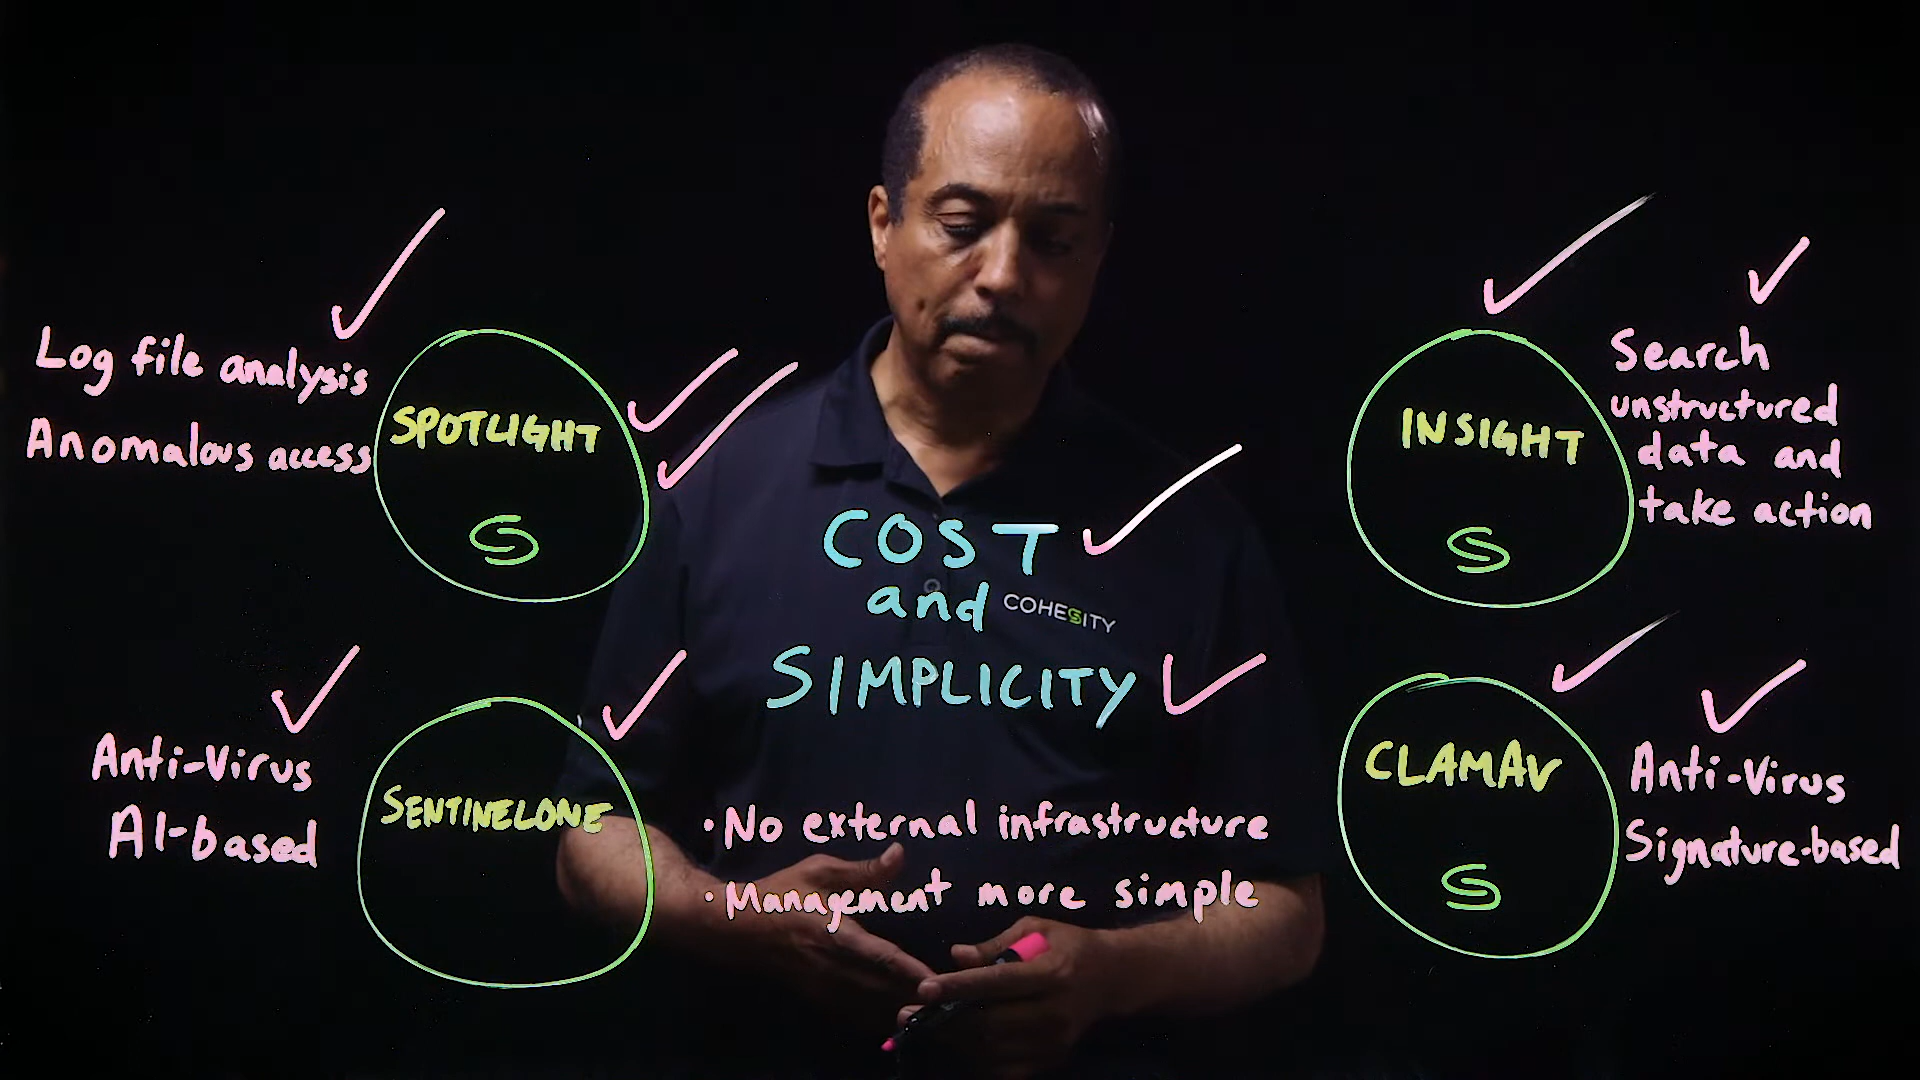 Log file analysis
Anomalous access
SPOTLIGHT
S
INSIGHT
S
Search
unstructured
data and
take action
COST
and
SIMPLICITY
COHESITY
Anti-Virus
AI-based
SENTINELONE
• No external infrastructure
• Management more simple
CLAMAV
S
Anti-Virus
Signature-based